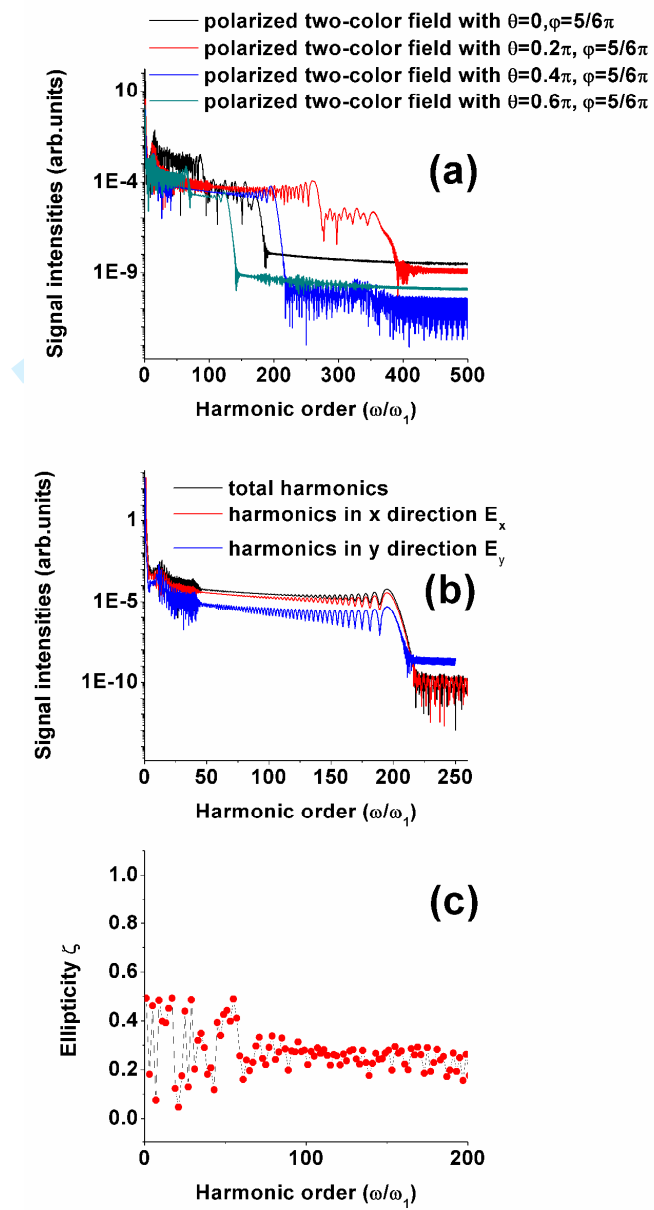 polarized two-color field with θ=0,φ=5/6π
polarized two-color field with θ=0.2π, φ=5/6π
polarized two-color field with θ=0.4π, φ=5/6π
polarized two-color field with θ=0.6π, φ=5/6π
(a)
Signal intensities (arb.units)
10
1E-4
1E-9
0 100 200 300 400 500
Harmonic order (ω/ω₁)
total harmonics
harmonics in x direction Eₓ
harmonics in y direction E_y
(b)
Signal intensities (arb.units)
1
1E-5
1E-10
0 50 100 150 200 250
Harmonic order (ω/ω₁)
(c)
Ellipticity ζ
1.0
0.8
0.6
0.4
0.2
0.0
0 100 200
Harmonic order (ω/ω₁)